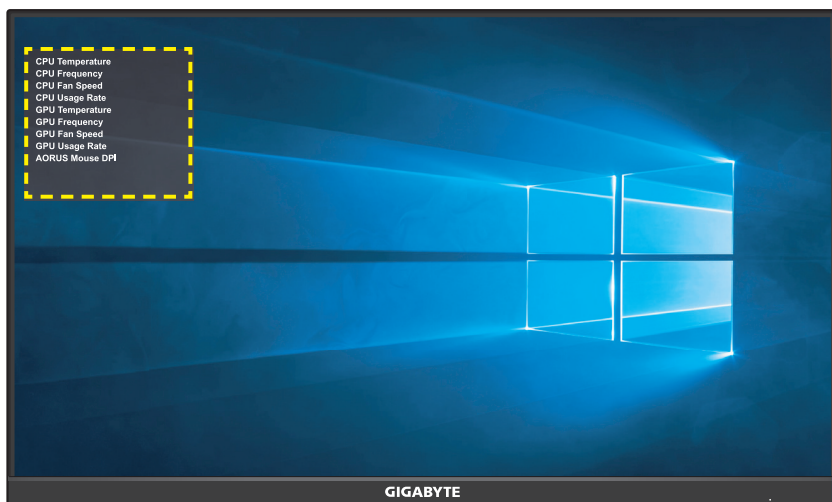 CPU Temperature
CPU Frequency
CPU Fan Speed
CPU Usage Rate
GPU Temperature
GPU Frequency
GPU Fan Speed
GPU Usage Rate
AORUS Mouse DPI
GIGABYTE